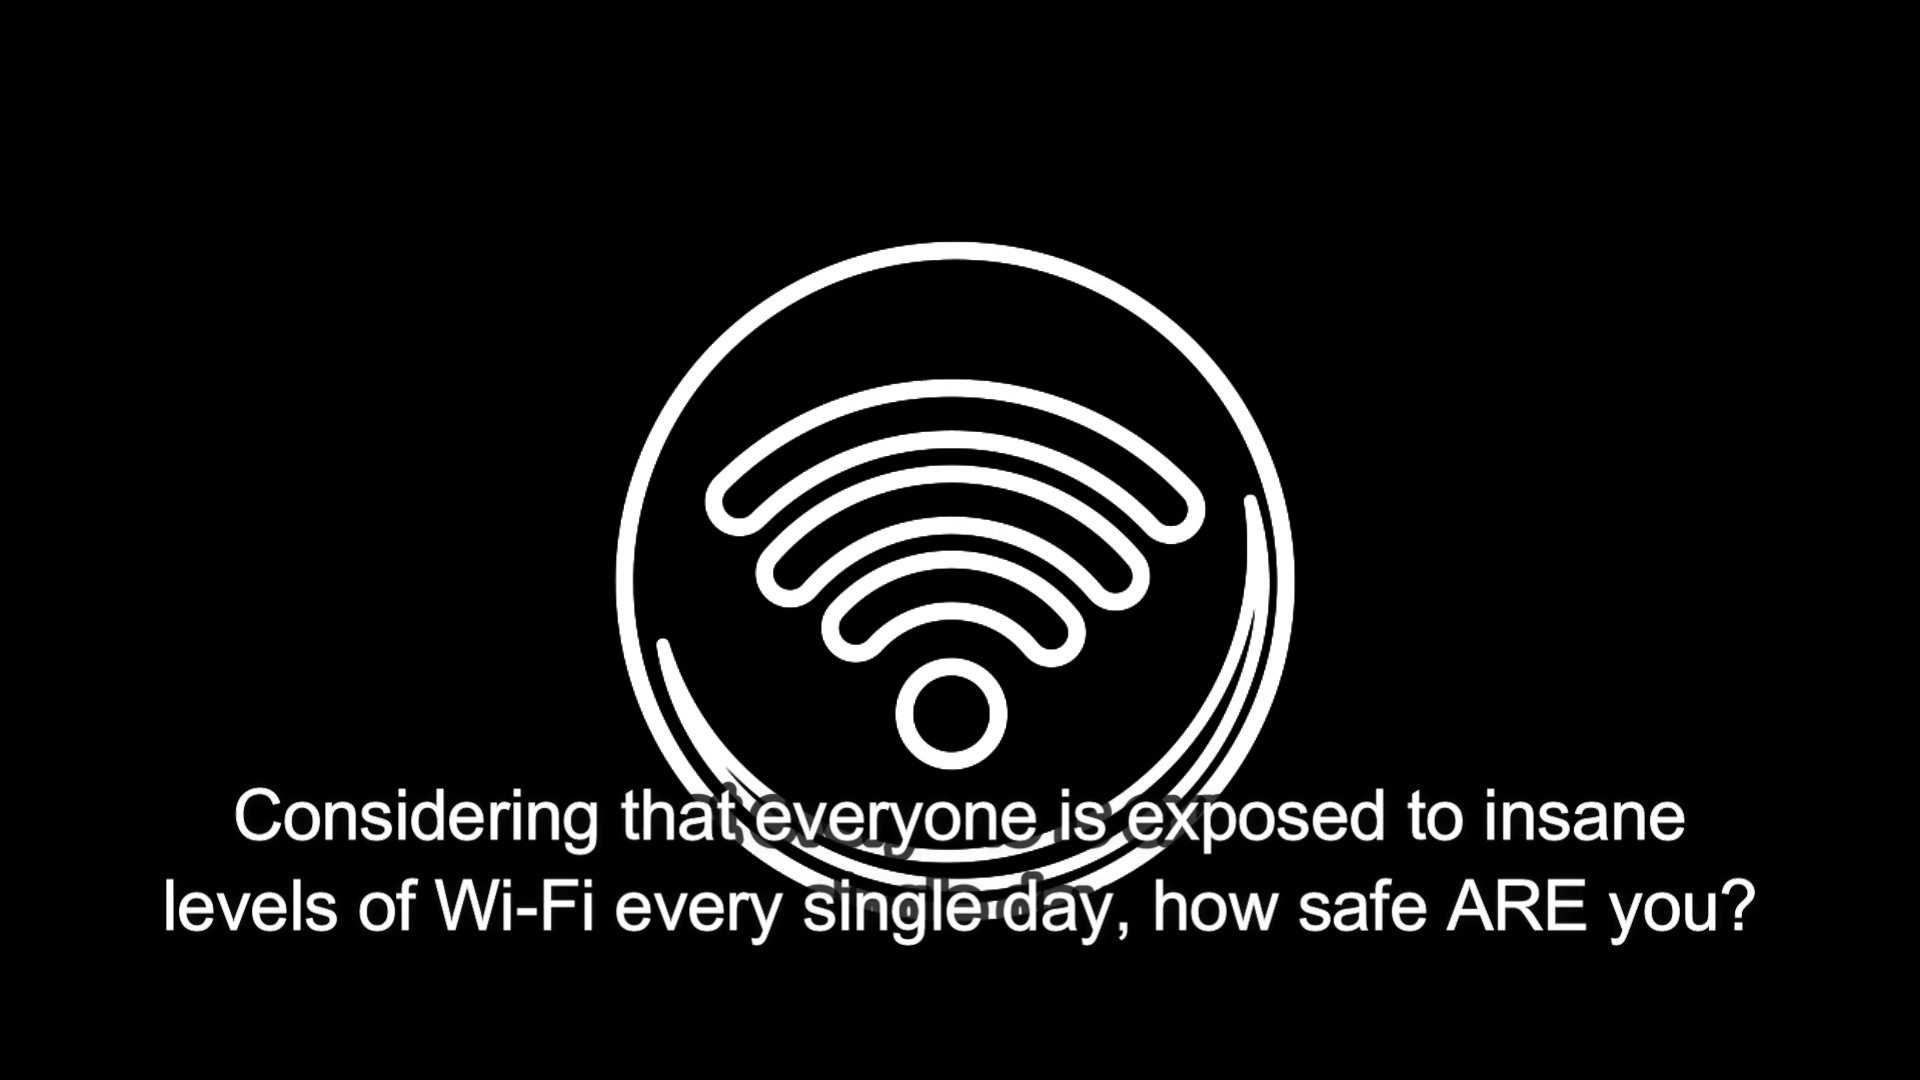 Considering that everyone is exposed to insane
levels of Wi-Fi every single day, how safe ARE you?